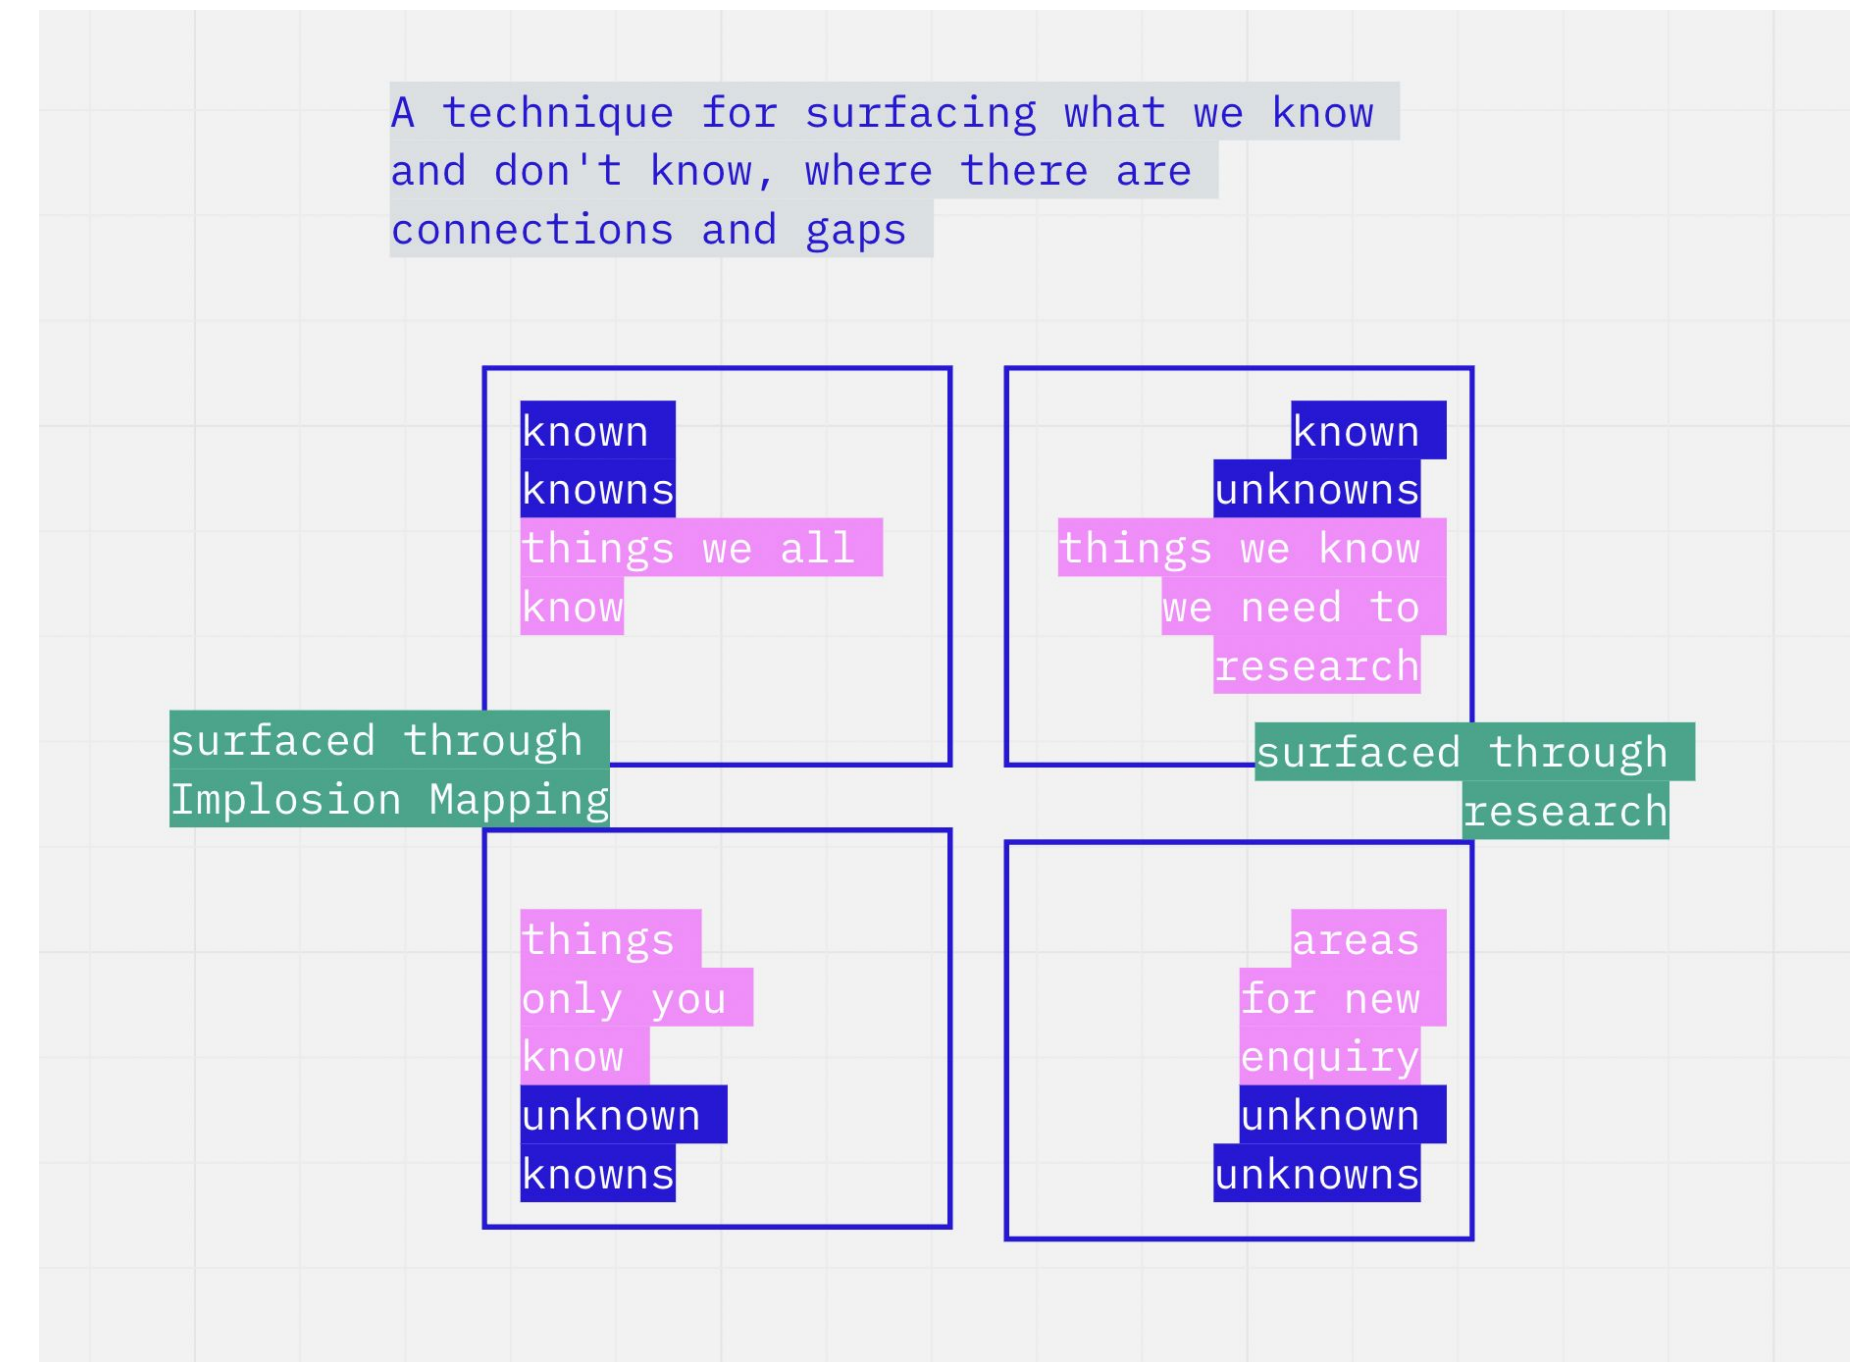 A technique for surfacing what we know
and don't know, where there are
connections and gaps
known
knowns
things we all
know
known
unknowns
things we know
we need to
research
surfaced through
Implosion Mapping
surfaced through
research
things
only you
know
unknown
knowns
areas
for new
enquiry
unknown
unknowns